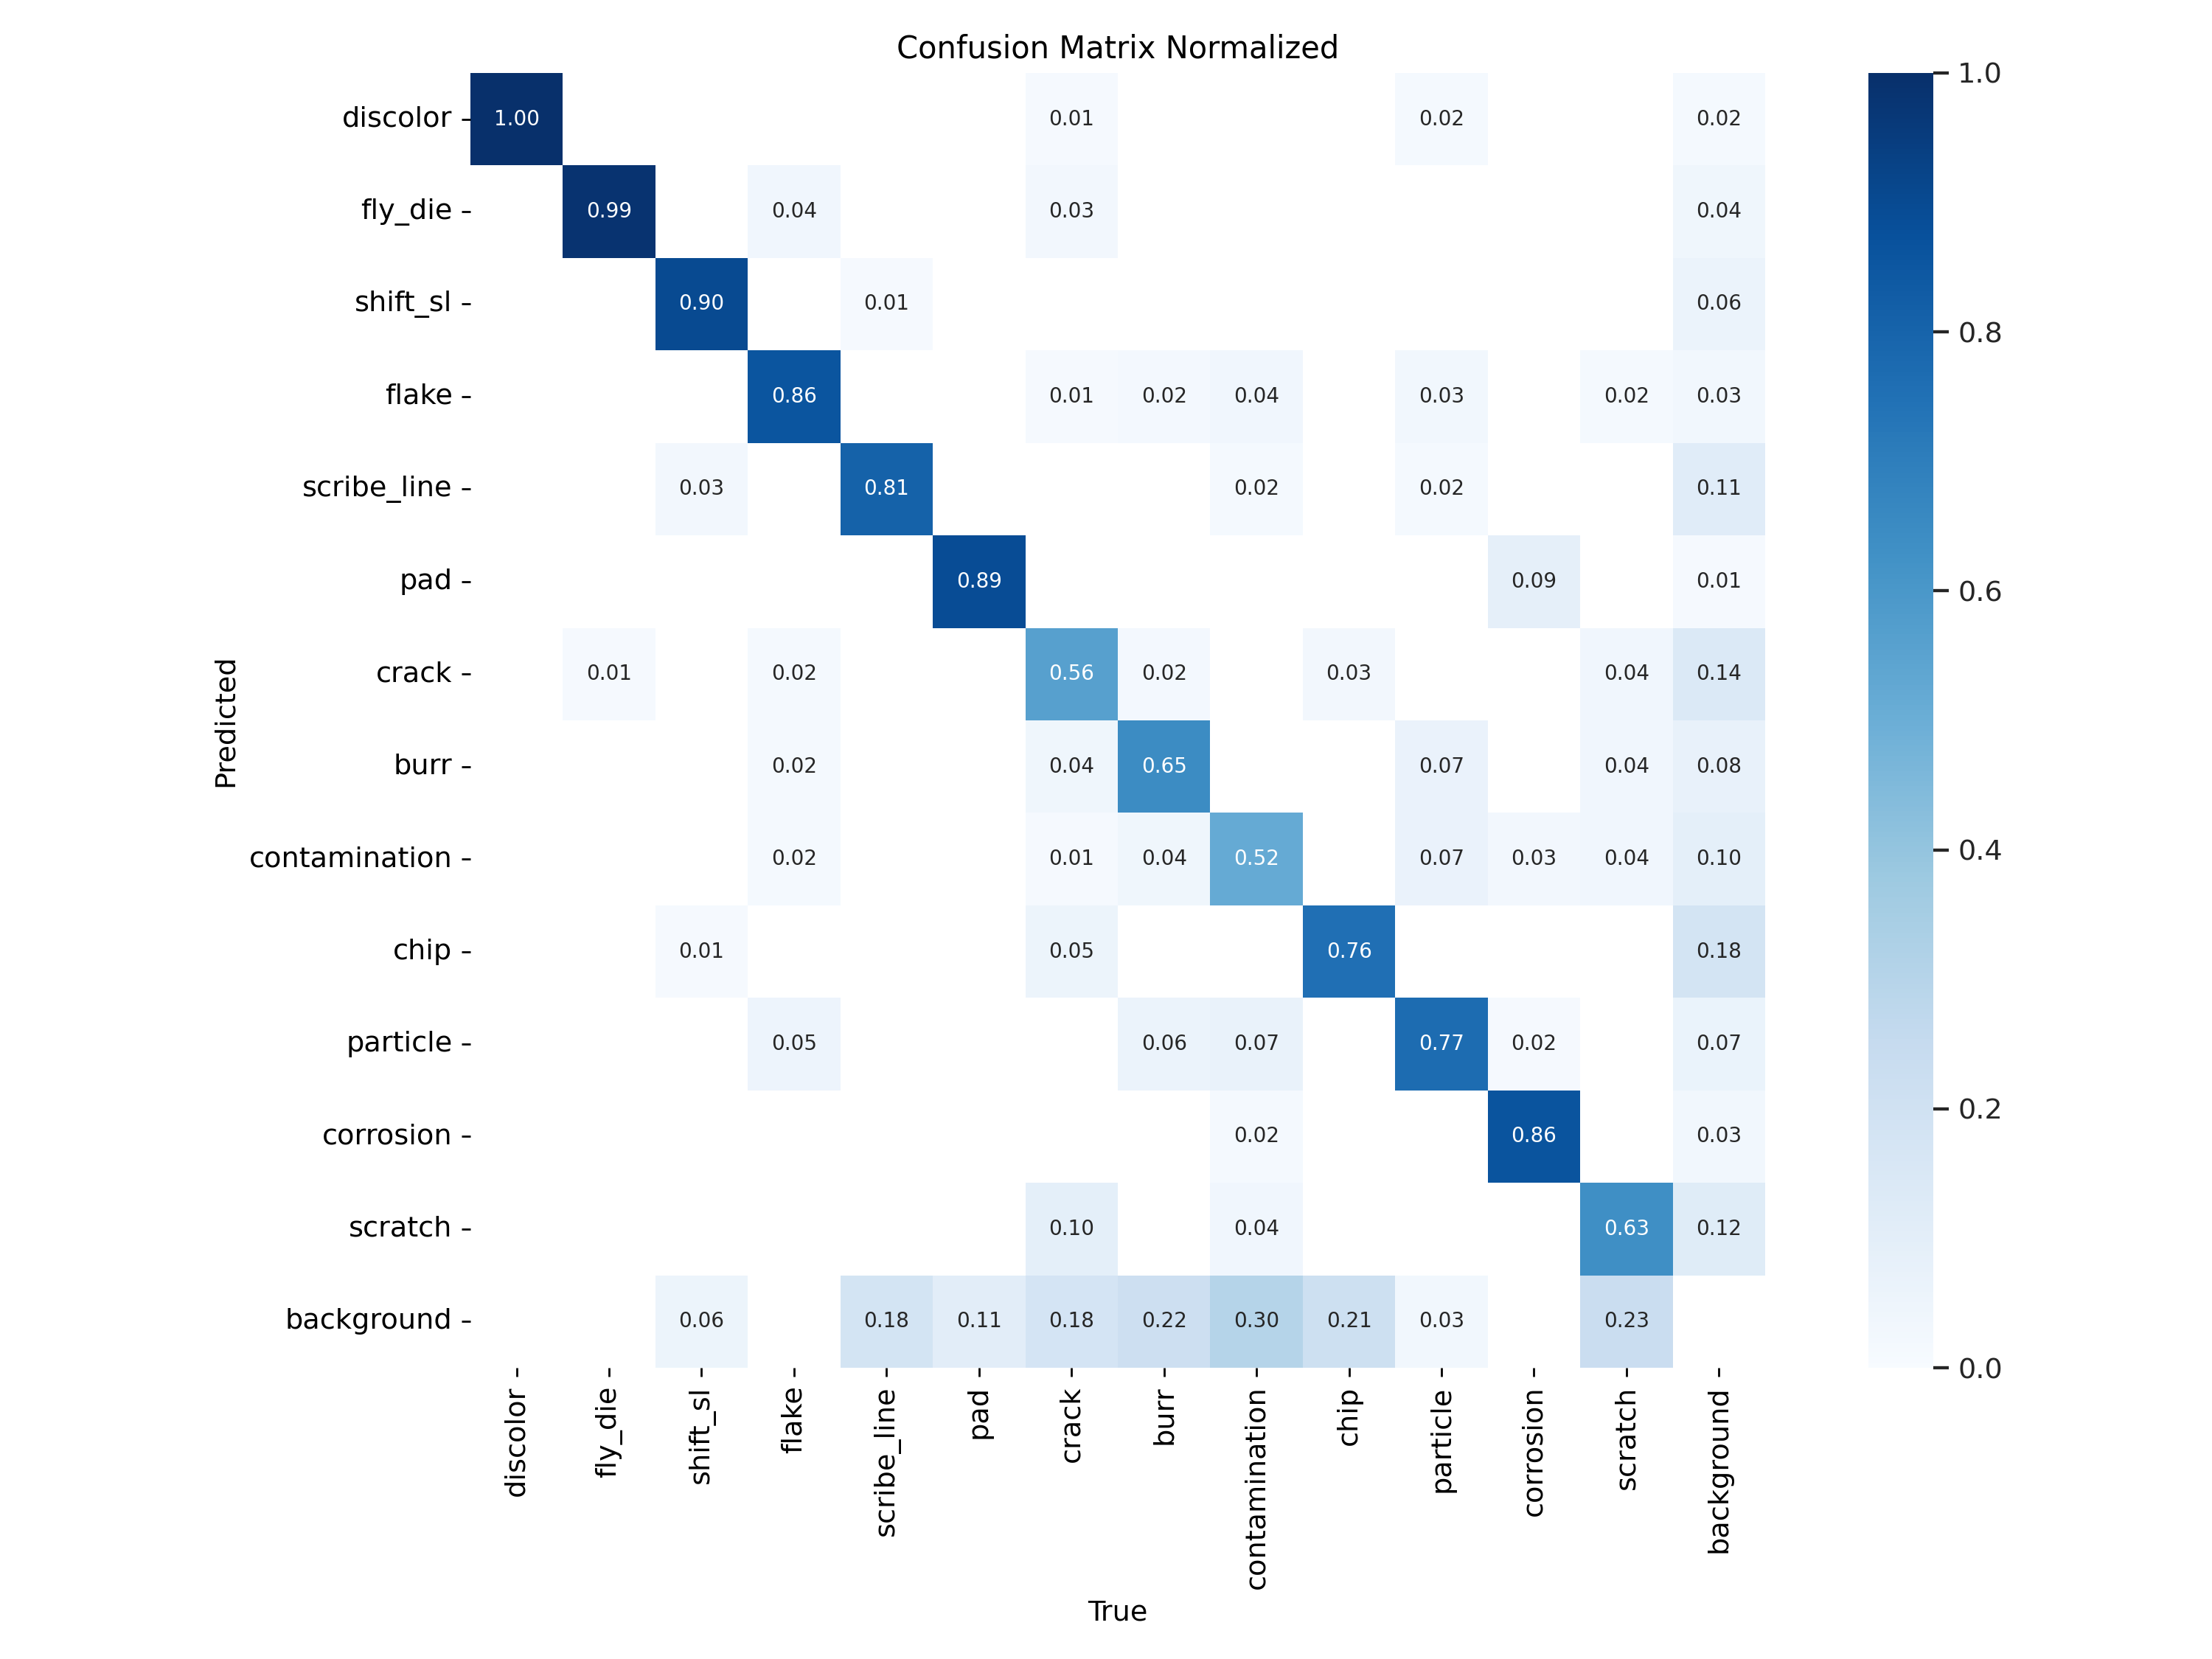 Confusion Matrix Normalized
discolor 1.00 0.01 0.02 0.02
fly_die 0.99 0.04 0.03 0.04
shift_sl 0.90 0.01 0.06
flake 0.86 0.01 0.02 0.04 0.03 0.02 0.03
scribe_line 0.03 0.81 0.02 0.02 0.11
pad 0.89 0.09 0.01
crack 0.01 0.02 0.56 0.02 0.03 0.04 0.14
burr 0.02 0.04 0.65 0.07 0.04 0.08
contamination 0.02 0.01 0.04 0.52 0.07 0.03 0.04 0.10
chip 0.01 0.05 0.76 0.18
particle 0.05 0.06 0.07 0.77 0.02 0.07
corrosion 0.02 0.86 0.03
scratch 0.10 0.04 0.63 0.12
background 0.06 0.18 0.11 0.18 0.22 0.30 0.21 0.03 0.23
Predicted
discolor
fly_die
shift_sl
flake
scribe_line
pad
crack
burr
contamination
chip
particle
corrosion
scratch
background
True
1.0
0.8
0.6
0.4
0.2
0.0